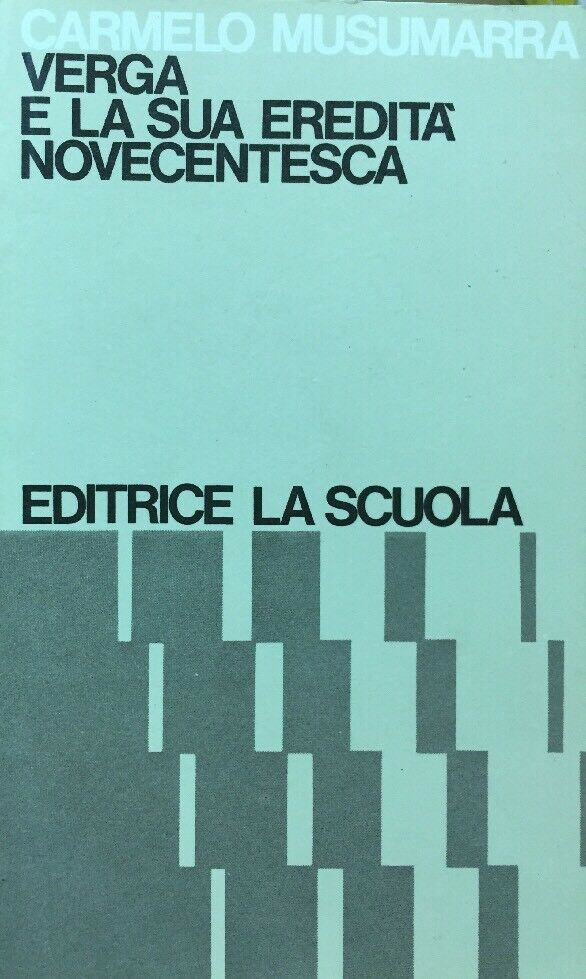 CARMELO MUSUMARRA
VERGA
E LA SUA EREDITÀ
NOVECENTESCA
EDITRICE LA SCUOLA